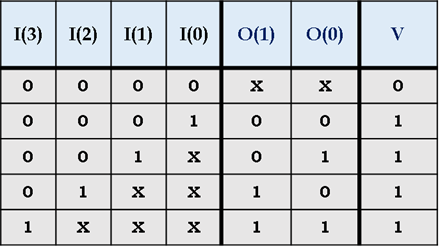 I(3) I(2) I(1) I(0) O(1) O(0) V
0 0 0 0 X X 0
0 0 0 1 0 0 1
0 0 1 X 0 1 1
0 1 X X 1 0 1
1 X X X 1 1 1